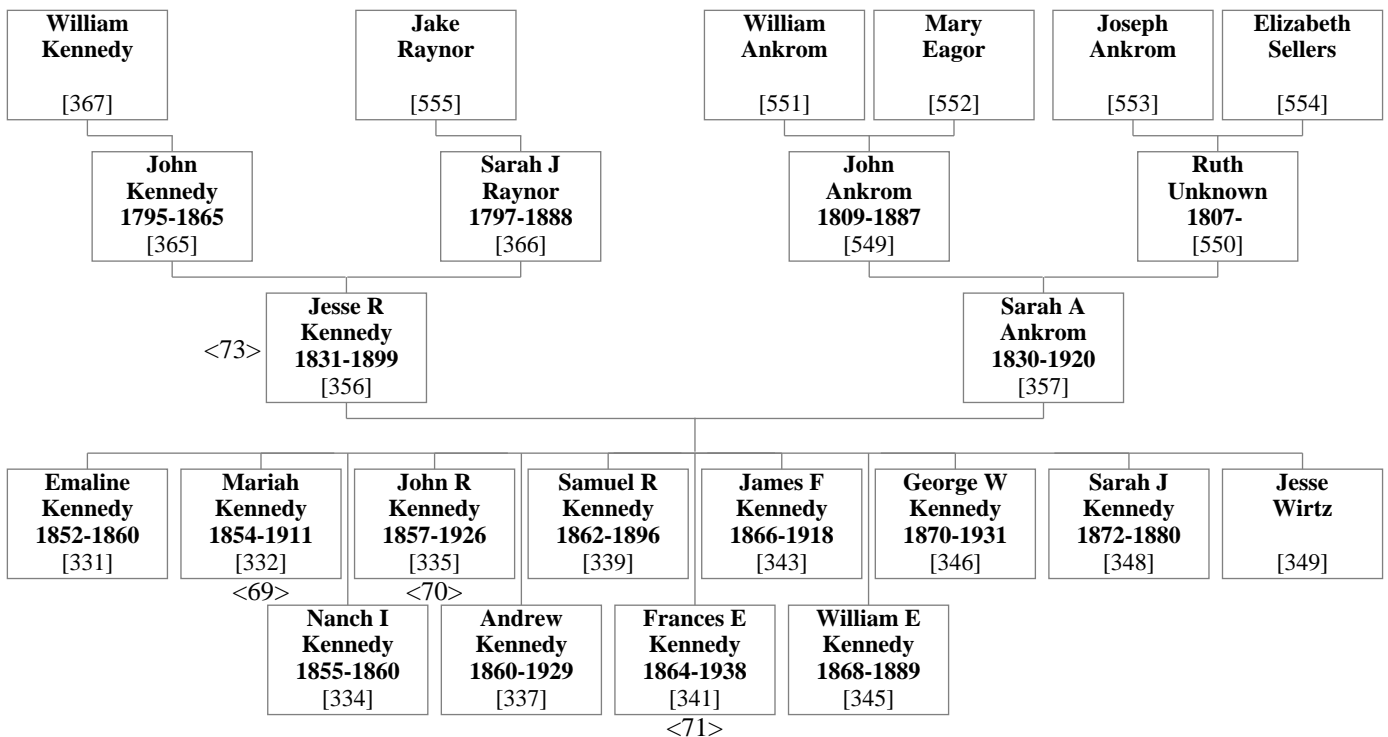 William
Kennedy
[367]
Jake
Raynor
[555]
William
Ankrom
[551]
Mary
Eagor
[552]
Joseph
Ankrom
[553]
Elizabeth
Sellers
[554]
John
Kennedy
1795-1865
[365]
Sarah J
Raynor
1797-1888
[366]
John
Ankrom
1809-1887
[549]
Ruth
Unknown
1807-
[550]
<73>
Jesse R
Kennedy
1831-1899
[356]
Sarah A
Ankrom
1830-1920
[357]
Emaline
Kennedy
1852-1860
[331]
Mariah
Kennedy
1854-1911
[332]
<69>
John R
Kennedy
1857-1926
[335]
<70>
Samuel R
Kennedy
1862-1896
[339]
James F
Kennedy
1866-1918
[343]
George W
Kennedy
1870-1931
[346]
Sarah J
Kennedy
1872-1880
[348]
Jesse
Wirtz
[349]
Nanch I
Kennedy
1855-1860
[334]
Andrew
Kennedy
1860-1929
[337]
Frances E
Kennedy
1864-1938
[341]
<71>
William E
Kennedy
1868-1889
[345]